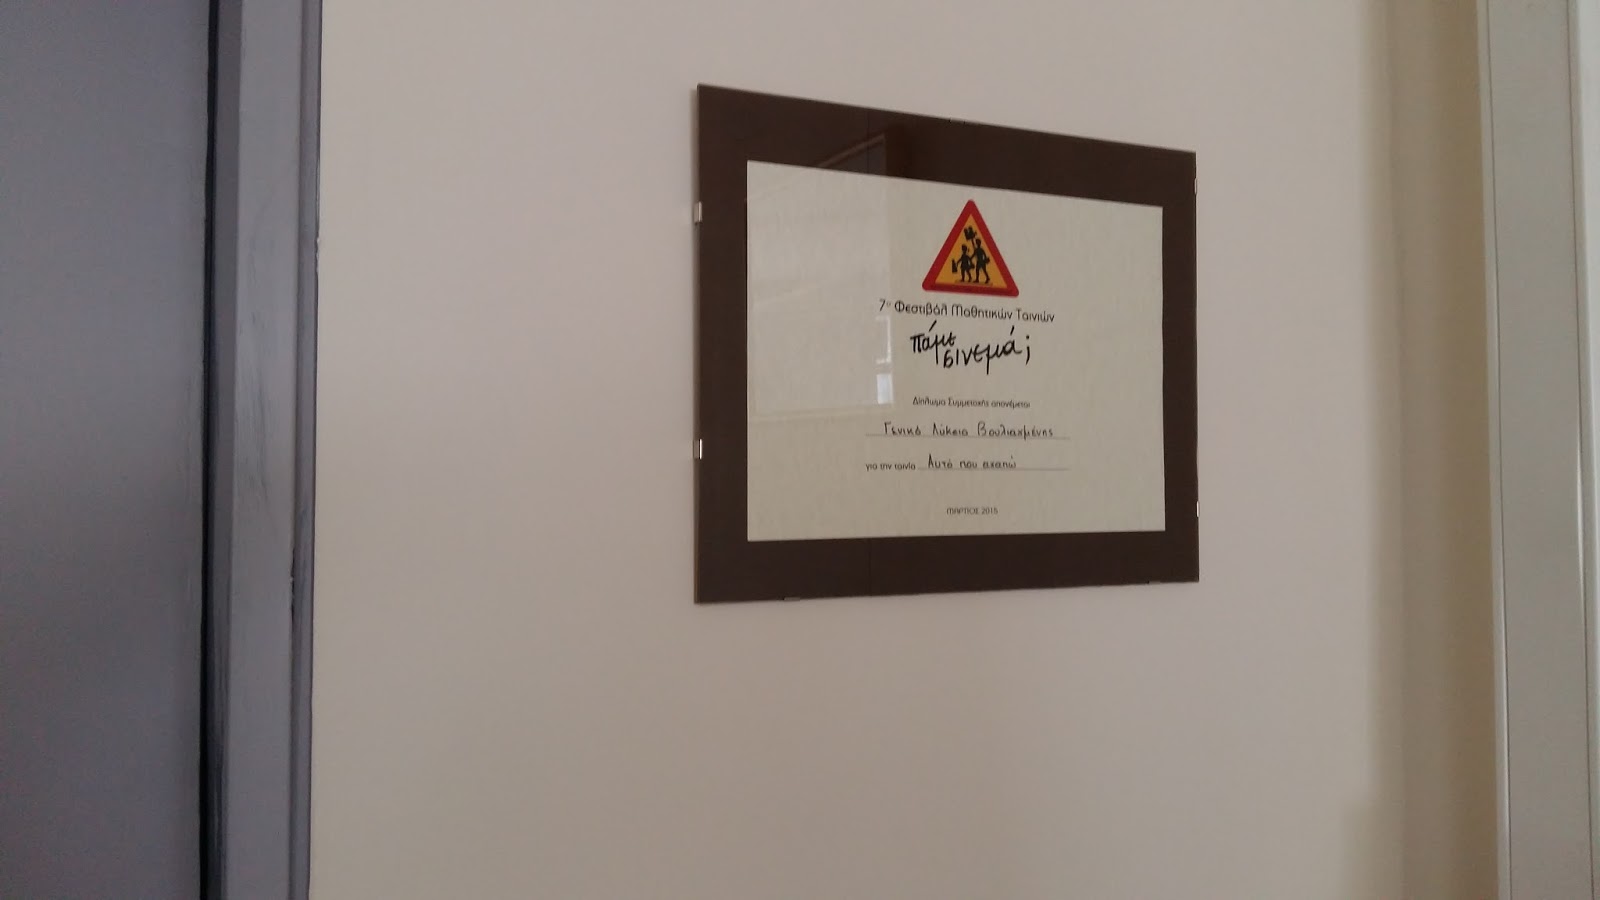 7ο Φεστιβάλ Μαθητικών Ταινιών
πάμε
σινεμά;
Δίπλωμα Συμμετοχής απονέμεται
Γενικό Λύκειο Βουλιαγμένης
για την ταινία Αυτό που αγαπώ
ΜΑΡΤΙΟΣ 2015